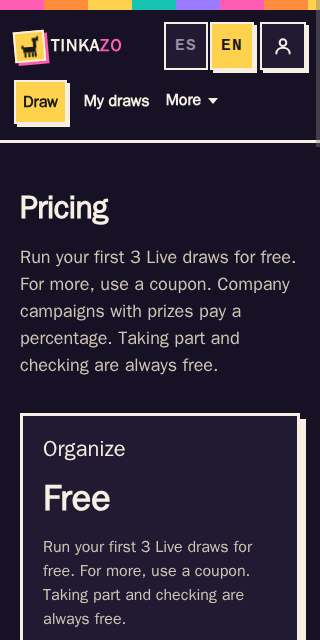 TINKAZO
ES
EN
Draw
My draws
More
Pricing
Run your first 3 Live draws for free.
For more, use a coupon. Company
campaigns with prizes pay a
percentage. Taking part and
checking are always free.
Organize
Free
Run your first 3 Live draws for
free. For more, use a coupon.
Taking part and checking are
always free.